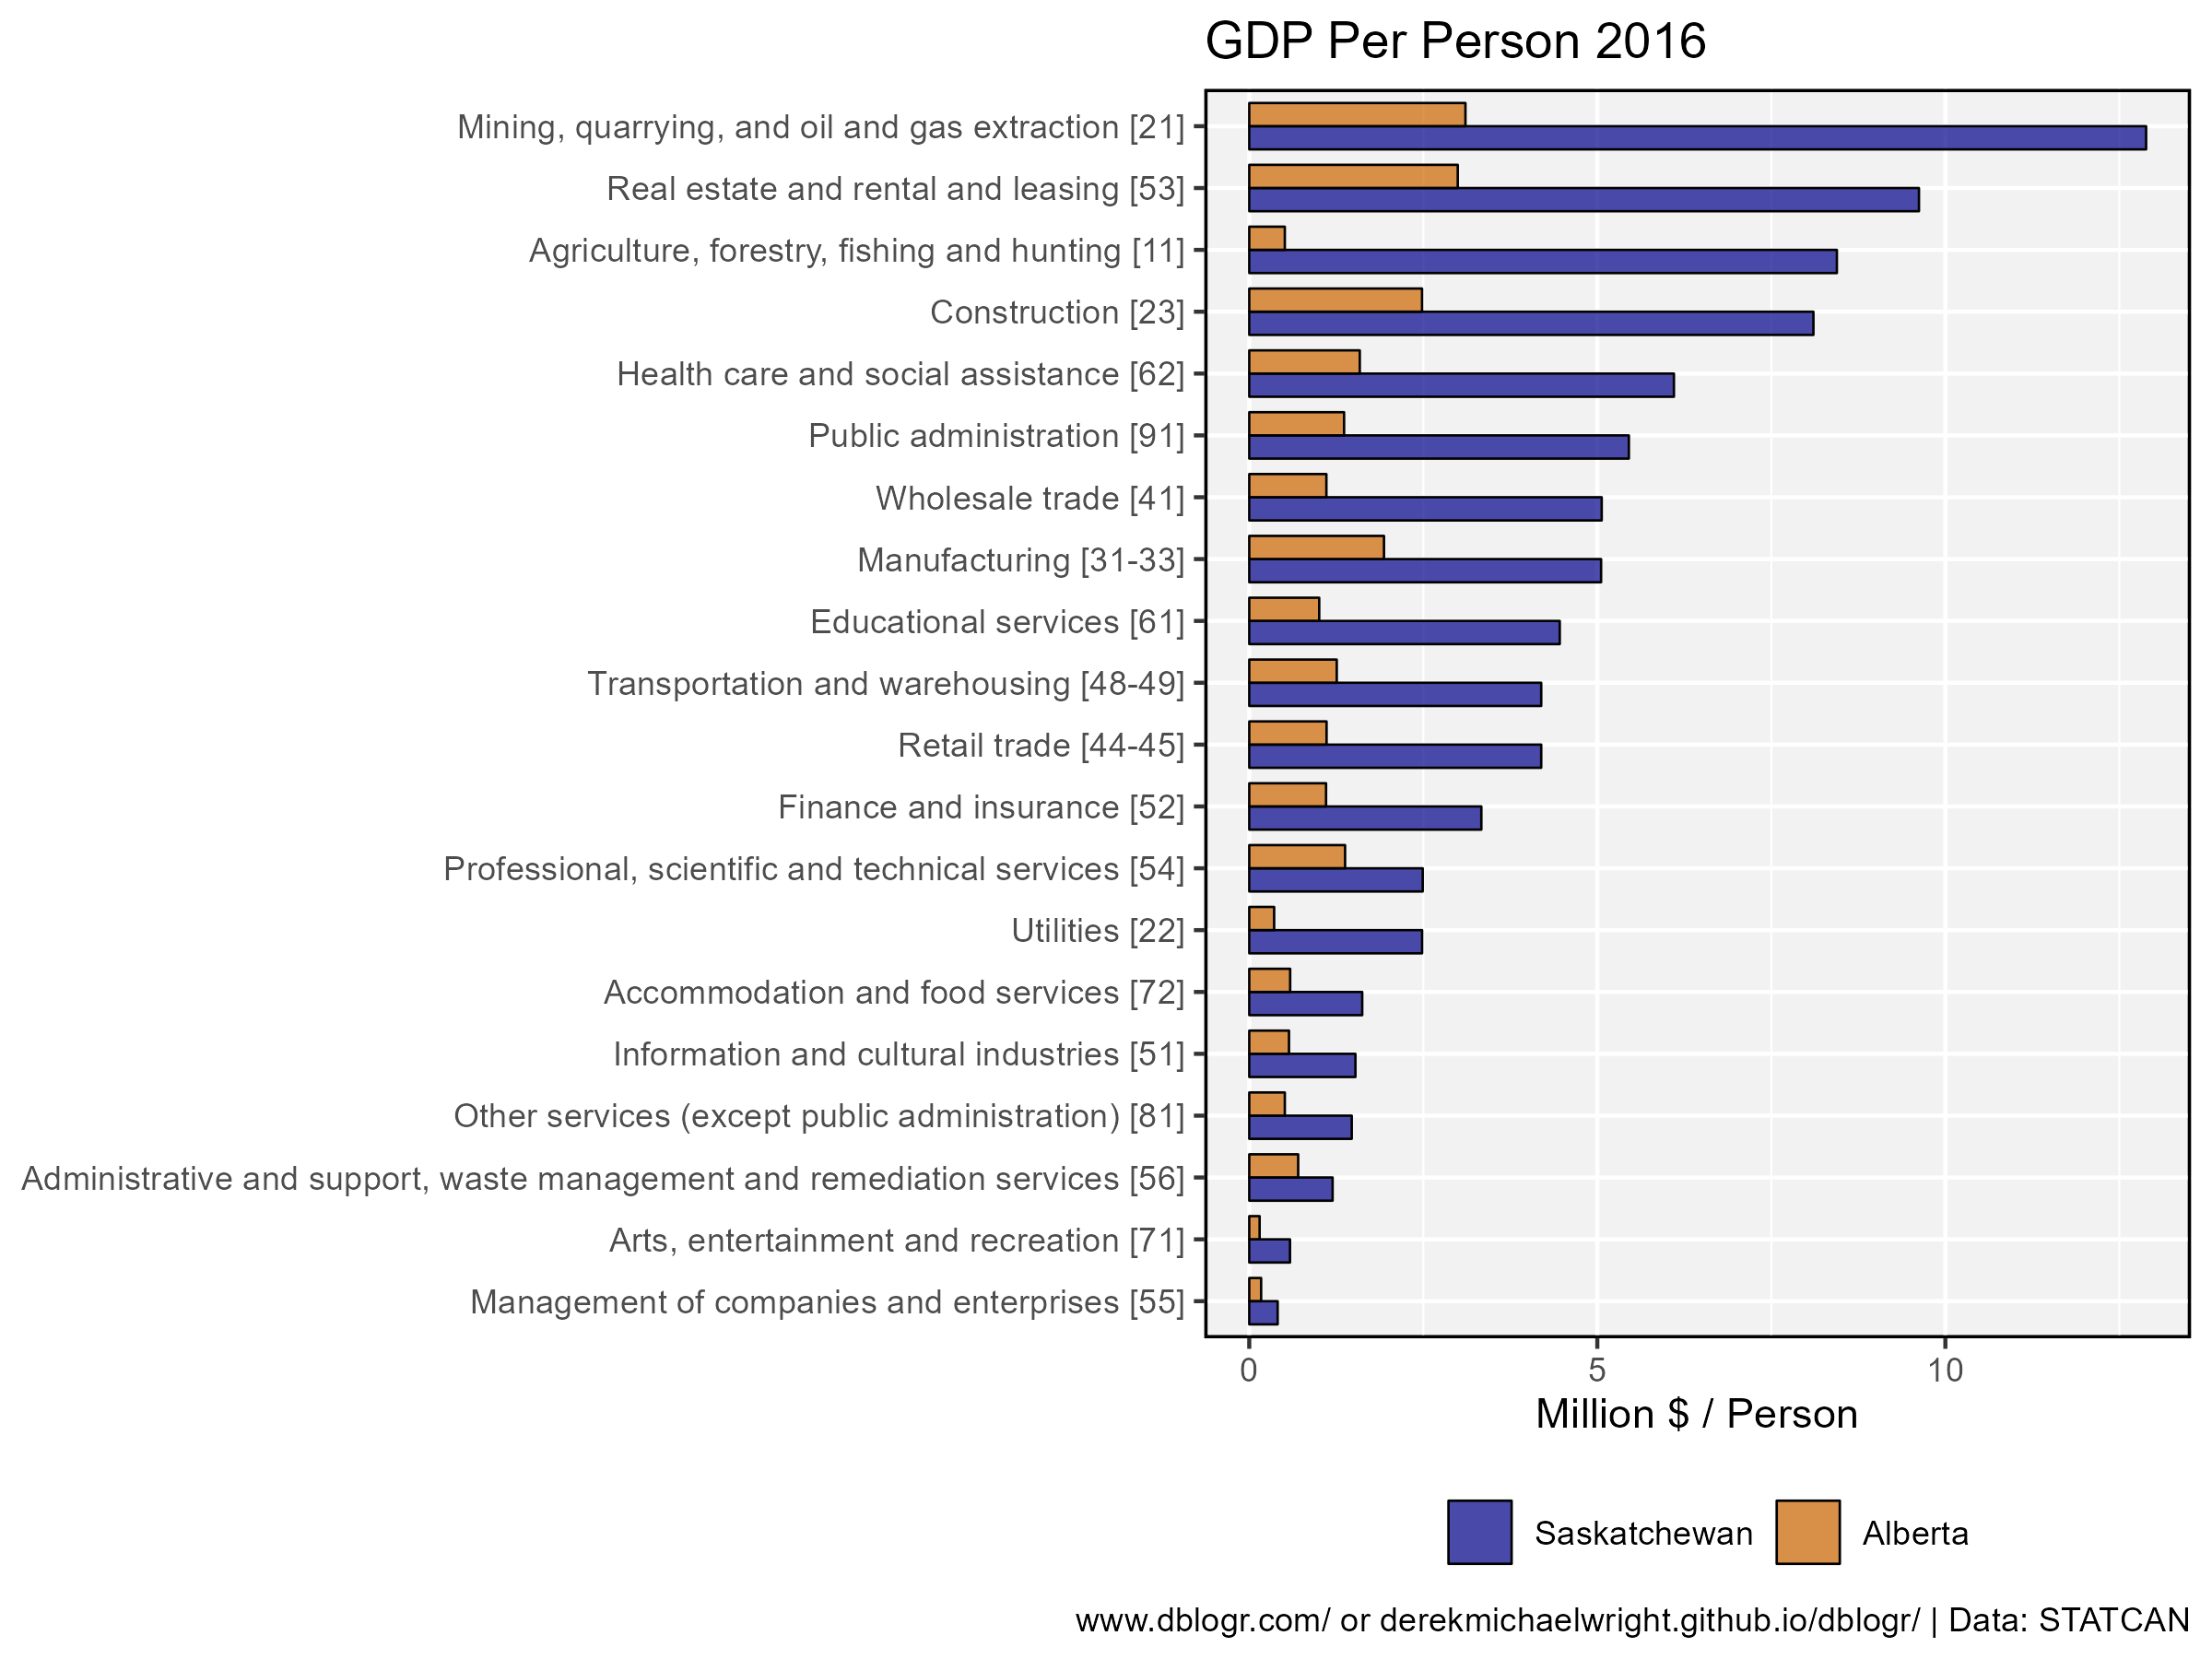 GDP Per Person 2016
Mining, quarrying, and oil and gas extraction [21]
Real estate and rental and leasing [53]
Agriculture, forestry, fishing and hunting [11]
Construction [23]
Health care and social assistance [62]
Public administration [91]
Wholesale trade [41]
Manufacturing [31-33]
Educational services [61]
Transportation and warehousing [48-49]
Retail trade [44-45]
Finance and insurance [52]
Professional, scientific and technical services [54]
Utilities [22]
Accommodation and food services [72]
Information and cultural industries [51]
Other services (except public administration) [81]
Administrative and support, waste management and remediation services [56]
Arts, entertainment and recreation [71]
Management of companies and enterprises [55]
0 5 10
Million $ / Person
Saskatchewan Alberta
www.dblogr.com/ or derekmichaelwright.github.io/dblogr/ | Data: STATCAN